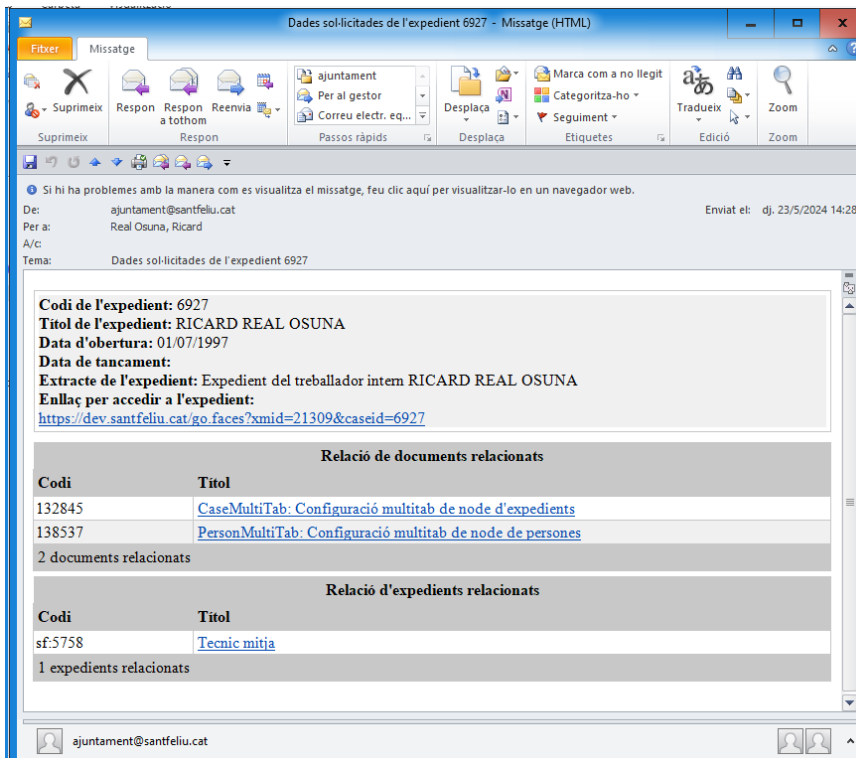 Dades sol·licitades de l'expedient 6927 - Missatge (HTML)
Fitxer Missatge
Suprimeix
Respon
Respon a tothom
Reenvia
ajuntament
Per al gestor
Correu electr. eq...
Desplaça
Marca com a no llegit
Categoritza-ho
Seguiment
Tradueix
Zoom
Suprimeix Respon Passos ràpids Desplaça Etiquetes Edició Zoom
Si hi ha problemes amb la manera com es visualitza el missatge, feu clic aquí per visualitzar-lo en un navegador web.
De: ajuntament@santfeliu.cat Enviat el: dj. 23/5/2024 14:28
Per a: Real Osuna, Ricard
A/c:
Tema: Dades sol·licitades de l'expedient 6927
Codi de l'expedient: 6927
Títol de l'expedient: RICARD REAL OSUNA
Data d'obertura: 01/07/1997
Data de tancament:
Extracte de l'expedient: Expedient del treballador intern RICARD REAL OSUNA
Enllaç per accedir a l'expedient:
https://dev.santfeliu.cat/go.faces?xmid=21309&caseid=6927
Relació de documents relacionats
Codi Títol
132845 CaseMultiTab: Configuració multitab de node d'expedients
138537 PersonMultiTab: Configuració multitab de node de persones
2 documents relacionats
Relació d'expedients relacionats
Codi Títol
sf:5758 Tecnic mitja
1 expedients relacionats
ajuntament@santfeliu.cat